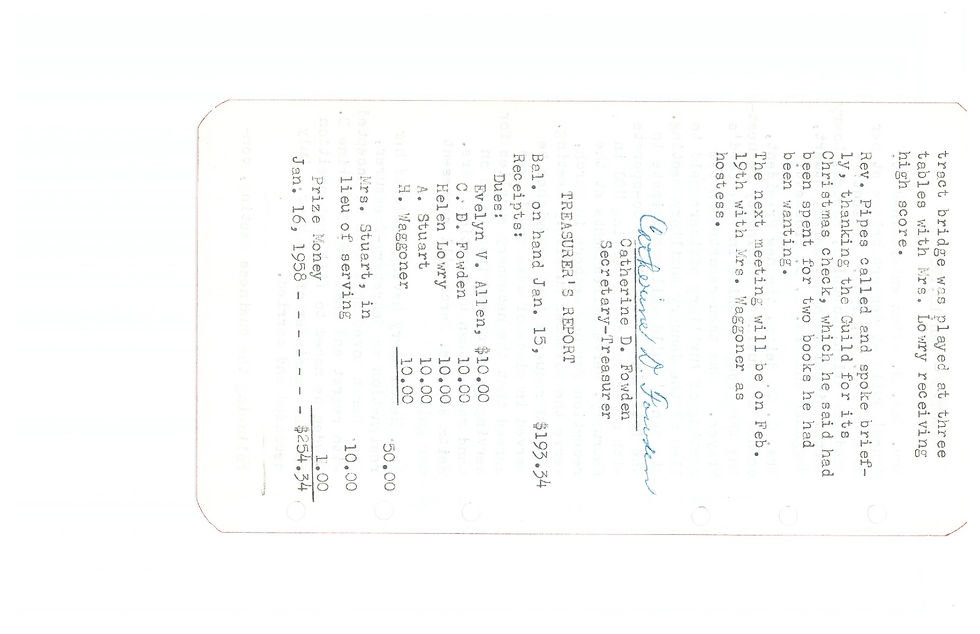 tract bridge was played at three
tables with Mrs. Lowry receiving
high score.
Rev. Pipes called and spoke brief-
ly, thanking the Guild for its
Christmas check, which he said had
been spent for two books he had
been wanting.
The next meeting will be on Feb.
19th with Mrs. Waggoner as
hostess.
Catherine D. Fowden
Catherine D. Fowden
Secretary-Treasurer
TREASURER'S REPORT
Bal. on hand Jan. 15, $193.34
Receipts:
Dues:
Evelyn V. Allen, $10.00
C. D. Fowden 10.00
Helen Lowry 10.00
A. Stuart 10.00
H. Waggoner 10.00
50.00
Mrs. Stuart, in
lieu of serving 10.00
Prize Money 1.00
Jan. 16, 1958 - - - - - - - $254.34